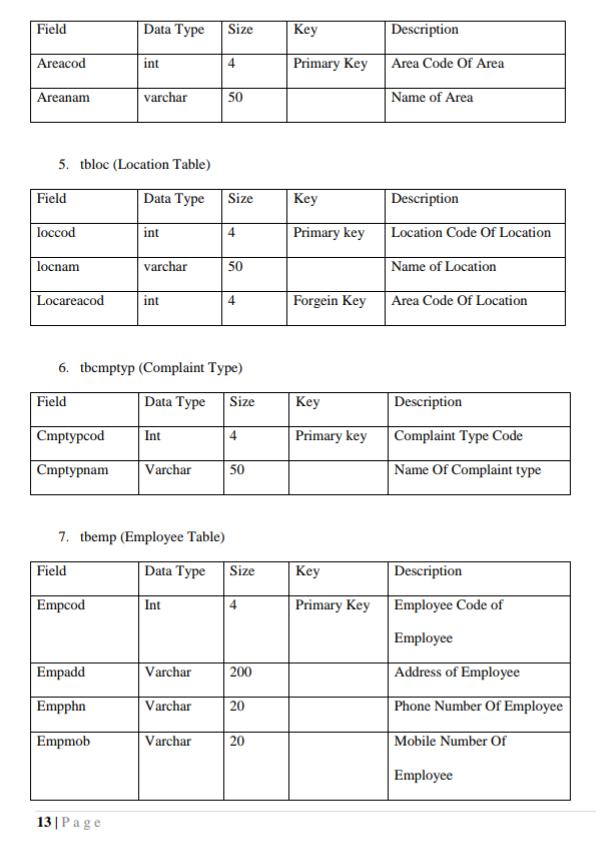 Field Data Type Size Key Description
Areacod int 4 Primary Key Area Code Of Area
Areanam varchar 50 Name of Area
5. tbloc (Location Table)
Field Data Type Size Key Description
loccod int 4 Primary key Location Code Of Location
locnam varchar 50 Name of Location
Locareacod int 4 Forgein Key Area Code Of Location
6. tbcmptyp (Complaint Type)
Field Data Type Size Key Description
Cmptypcod Int 4 Primary key Complaint Type Code
Cmptypnam Varchar 50 Name Of Complaint type
7. tbemp (Employee Table)
Field Data Type Size Key Description
Empcod Int 4 Primary Key Employee Code of
Employee
Empadd Varchar 200 Address of Employee
Empphn Varchar 20 Phone Number Of Employee
Empmob Varchar 20 Mobile Number Of
Employee
13 | P a g e